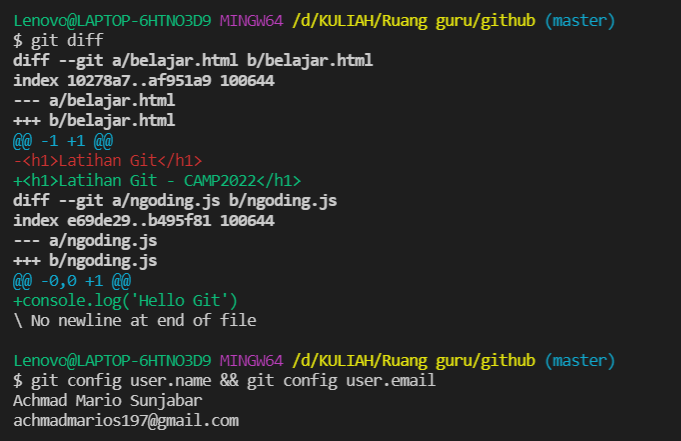 Lenovo@LAPTOP-6HTNO3D9 MINGW64 /d/KULIAH/Ruang guru/github (master)
$ git diff
diff --git a/belajar.html b/belajar.html
index 10278a7..af951a9 100644
--- a/belajar.html
+++ b/belajar.html
@@ -1 +1 @@
-<h1>Latihan Git</h1>
+<h1>Latihan Git - CAMP2022</h1>
diff --git a/ngoding.js b/ngoding.js
index e69de29..b495f81 100644
--- a/ngoding.js
+++ b/ngoding.js
@@ -0,0 +1 @@
+console.log('Hello Git')
\ No newline at end of file
Lenovo@LAPTOP-6HTNO3D9 MINGW64 /d/KULIAH/Ruang guru/github (master)
$ git config user.name && git config user.email
Achmad Mario Sunjabar
achmadmarios197@gmail.com